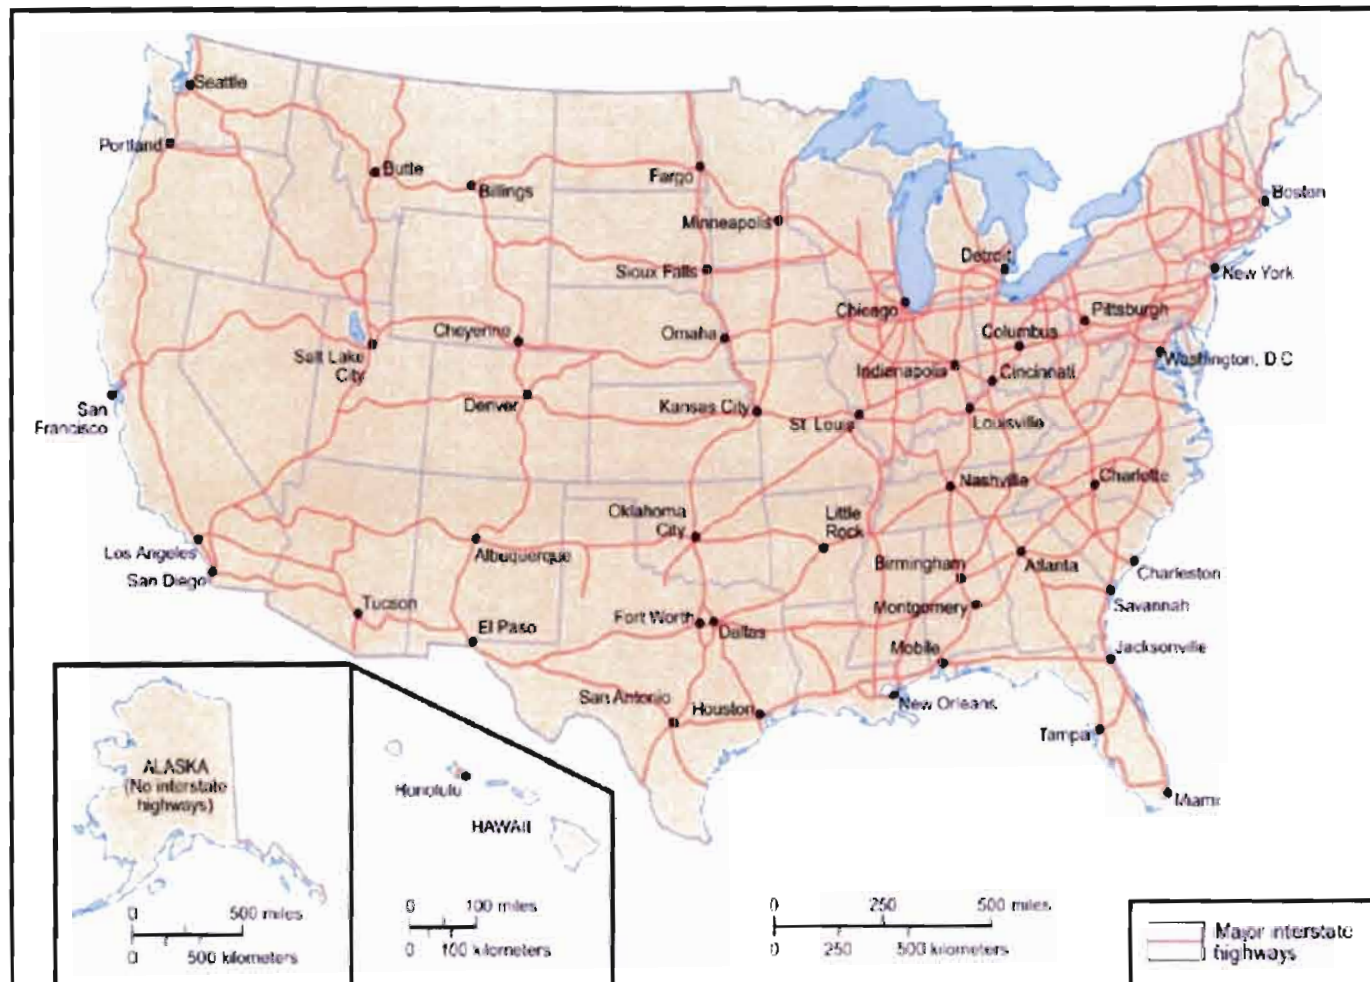 Seattle
Portland
Butte
Billings
Fargo
Minneapolis
Boston
Sioux Falls
Detroit
New York
Chicago
Pittsburgh
Cheyenne
Omaha
Columbus
Salt Lake
City
Indianapolis
Cincinnati
Washington, D C
San
Francisco
Denver
Kansas City
St. Louis
Louisville
Nashville
Charlotte
Oklahoma
City
Little
Rock
Los Angeles
Albuquerque
Birmingham
Atlanta
Charleston
San Diego
Tucson
Fort Worth
Dallas
Montgomery
Savannah
El Paso
Mobile
Jacksonville
San Antonio
Houston
New Orleans
Tampa
Miami
ALASKA
(No interstate
highways)
Honolulu
HAWAII
0 500 miles
0 500 kilometers
0 100 miles
0 100 kilometers
0 250 500 miles
0 250 500 kilometers
Major interstate
highways